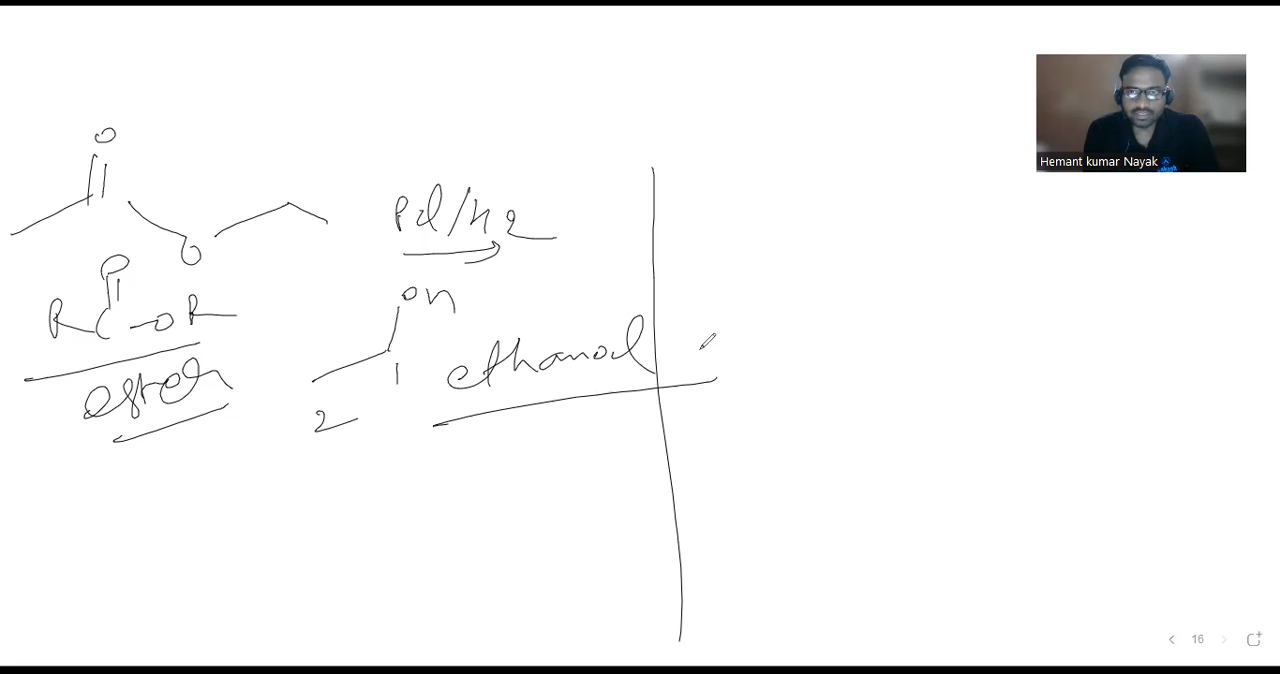 O
Pd/H2
O
O
R C-OR
OH
ester
ethanol
1
2
Hemant kumar Nayak
16